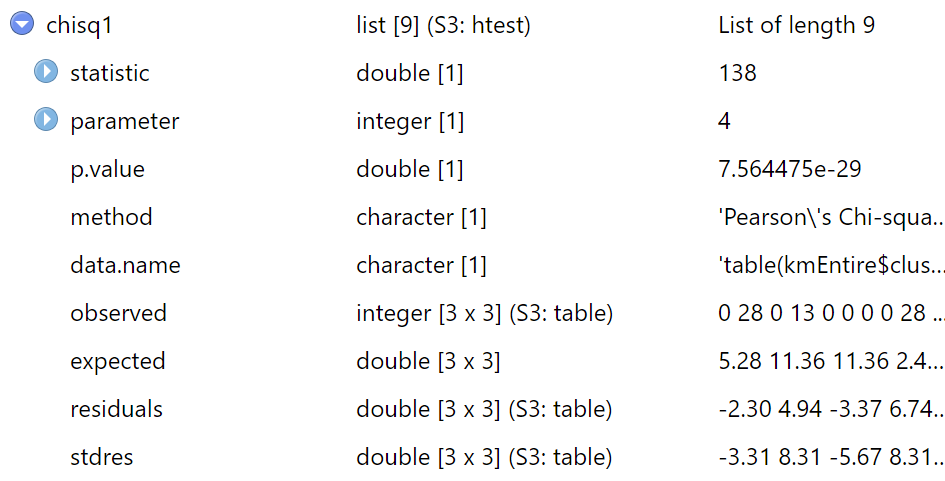 chisq1 list [9] (S3: htest) List of length 9
statistic double [1] 138
parameter integer [1] 4
p.value double [1] 7.564475e-29
method character [1] 'Pearson\'s Chi-squa...
data.name character [1] 'table(kmEntire$clus...
observed integer [3 x 3] (S3: table) 0 28 0 13 0 0 0 0 28 ...
expected double [3 x 3] 5.28 11.36 11.36 2.4...
residuals double [3 x 3] (S3: table) -2.30 4.94 -3.37 6.74...
stdres double [3 x 3] (S3: table) -3.31 8.31 -5.67 8.31...